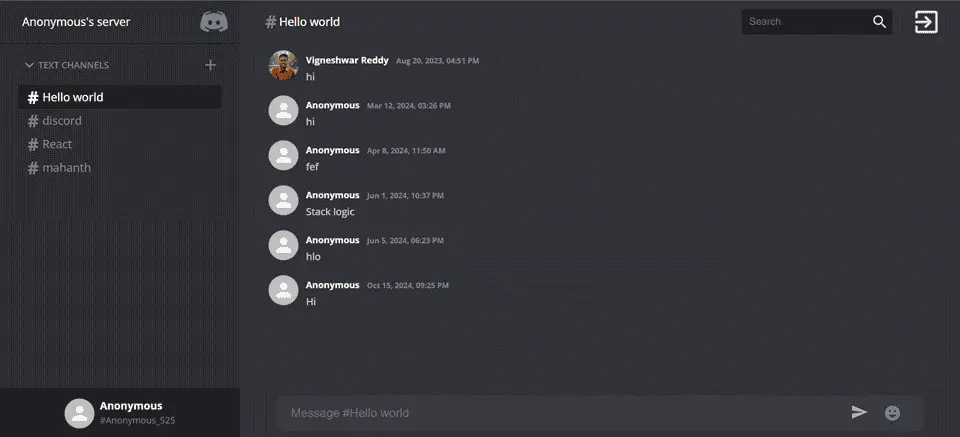 Anonymous's server
TEXT CHANNELS
# Hello world
# discord
# React
# mahanth
Anonymous
#Anonymous_525
# Hello world
Search
Vigneshwar Reddy Aug 20, 2023, 04:51 PM
hi
Anonymous Mar 12, 2024, 03:26 PM
hi
Anonymous Apr 8, 2024, 11:50 AM
fef
Anonymous Jun 1, 2024, 10:37 PM
Stack logic
Anonymous Jun 5, 2024, 06:23 PM
hlo
Anonymous Oct 15, 2024, 09:25 PM
Hi
Message #Hello world